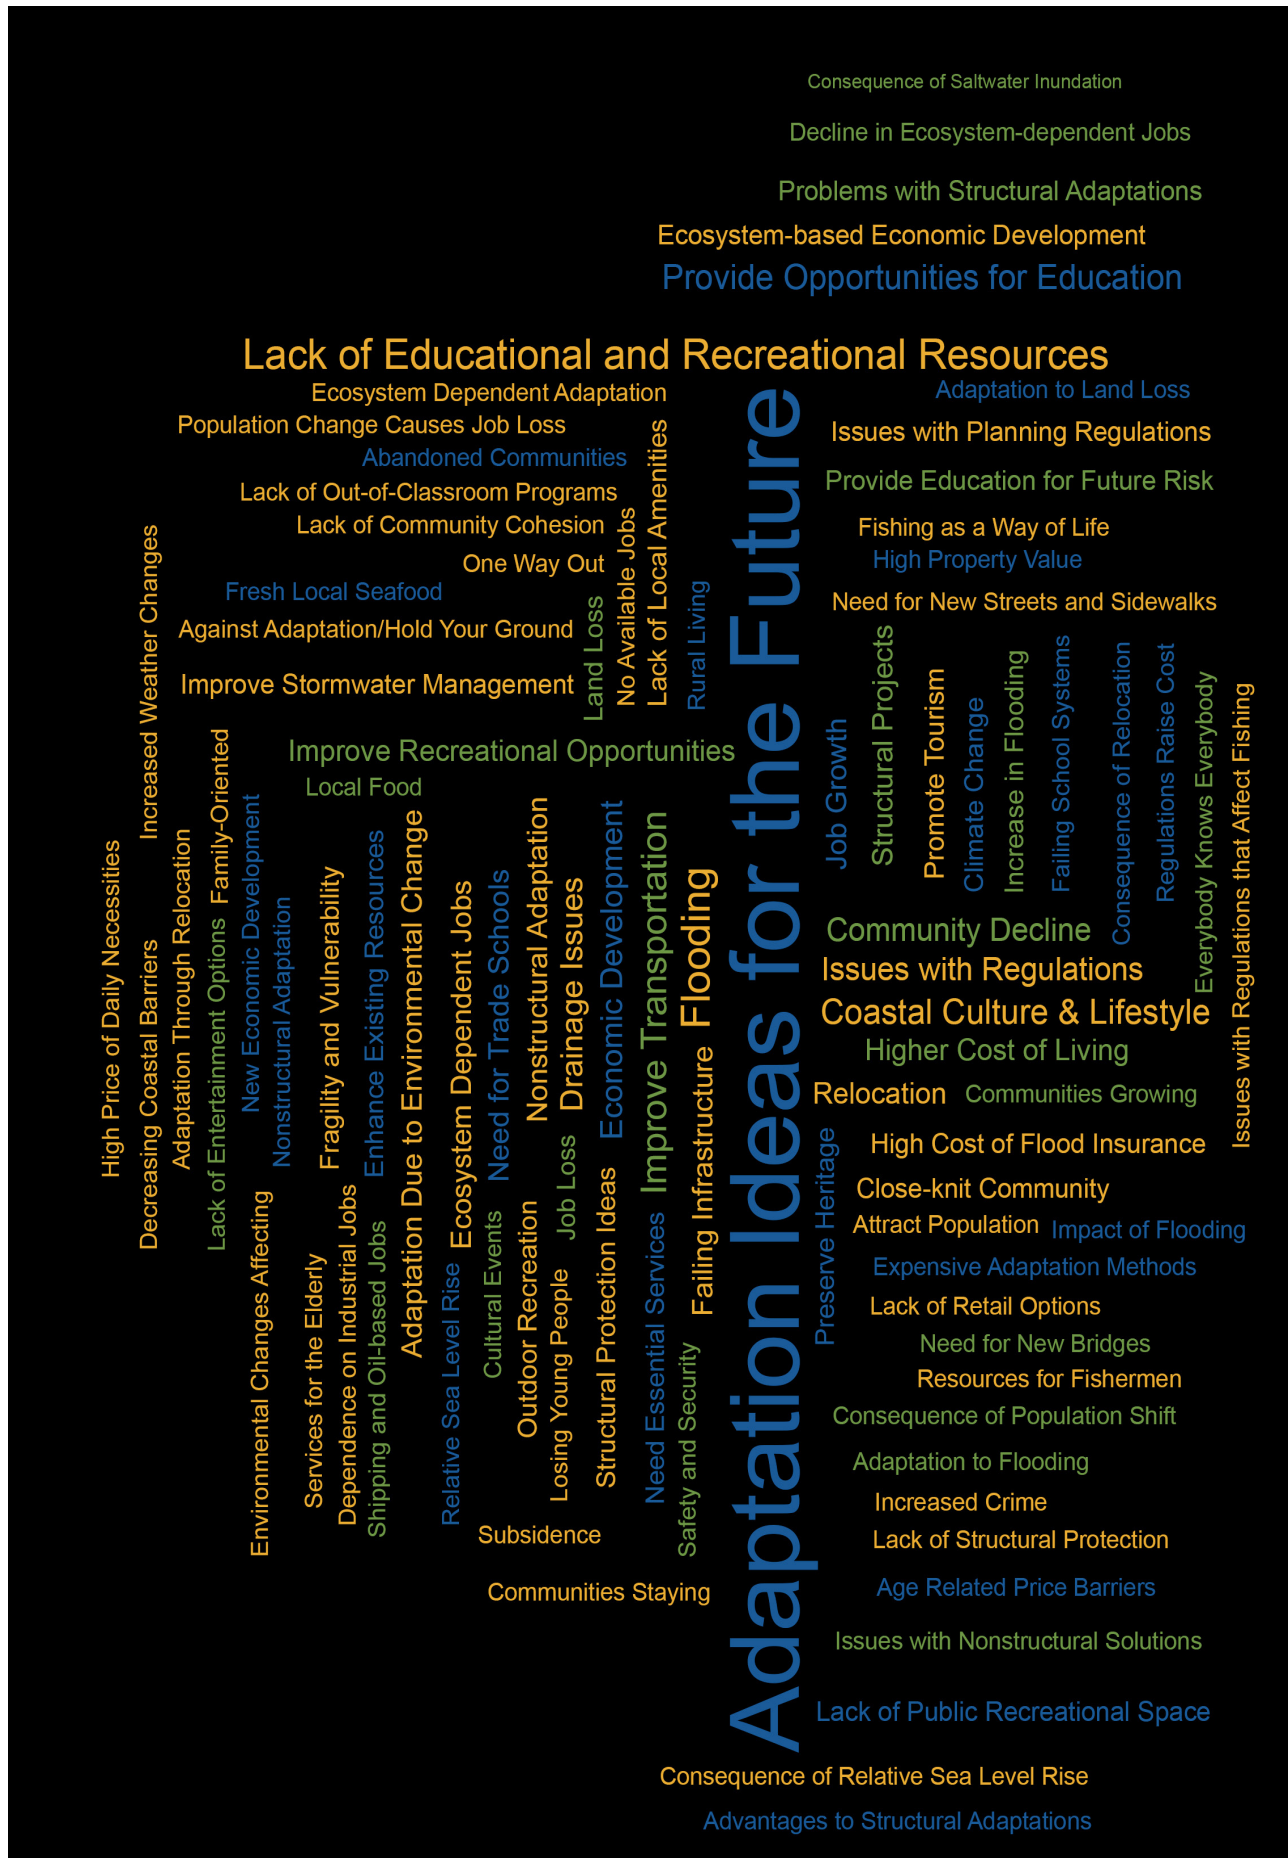 Consequence of Saltwater Inundation
Decline in Ecosystem-dependent Jobs
Problems with Structural Adaptations
Ecosystem-based Economic Development
Provide Opportunities for Education
Lack of Educational and Recreational Resources
Ecosystem Dependent Adaptation
Population Change Causes Job Loss
Abandoned Communities
Lack of Out-of-Classroom Programs
Lack of Community Cohesion
One Way Out
Fresh Local Seafood
Against Adaptation/Hold Your Ground
Improve Stormwater Management
Land Loss
No Available Jobs
Lack of Local Amenities
Rural Living
Increased Weather Changes
Improve Recreational Opportunities
Local Food
High Price of Daily Necessities
Decreasing Coastal Barriers
Adaptation Through Relocation
Family-Oriented
Lack of Entertainment Options
New Economic Development
Nonstructural Adaptation
Fragility and Vulnerability
Enhance Existing Resources
Adaptation Due to Environmental Change
Ecosystem Dependent Jobs
Need for Trade Schools
Nonstructural Adaptation
Drainage Issues
Economic Development
Improve Transportation
Flooding
Environmental Changes Affecting
Services for the Elderly
Dependence on Industrial Jobs
Shipping and Oil-based Jobs
Relative Sea Level Rise
Cultural Events
Outdoor Recreation
Job Loss
Losing Young People
Structural Protection Ideas
Need Essential Services
Safety and Security
Failing Infrastructure
Subsidence
Communities Staying
Adaptation Ideas for the Future
Adaptation to Land Loss
Issues with Planning Regulations
Provide Education for Future Risk
Fishing as a Way of Life
High Property Value
Need for New Streets and Sidewalks
Job Growth
Structural Projects
Promote Tourism
Climate Change
Increase in Flooding
Failing School Systems
Consequence of Relocation
Regulations Raise Cost
Everybody Knows Everybody
Issues with Regulations that Affect Fishing
Community Decline
Issues with Regulations
Coastal Culture & Lifestyle
Higher Cost of Living
Relocation
Communities Growing
Preserve Heritage
High Cost of Flood Insurance
Close-knit Community
Attract Population
Impact of Flooding
Expensive Adaptation Methods
Lack of Retail Options
Need for New Bridges
Resources for Fishermen
Consequence of Population Shift
Adaptation to Flooding
Increased Crime
Lack of Structural Protection
Age Related Price Barriers
Issues with Nonstructural Solutions
Lack of Public Recreational Space
Consequence of Relative Sea Level Rise
Advantages to Structural Adaptations